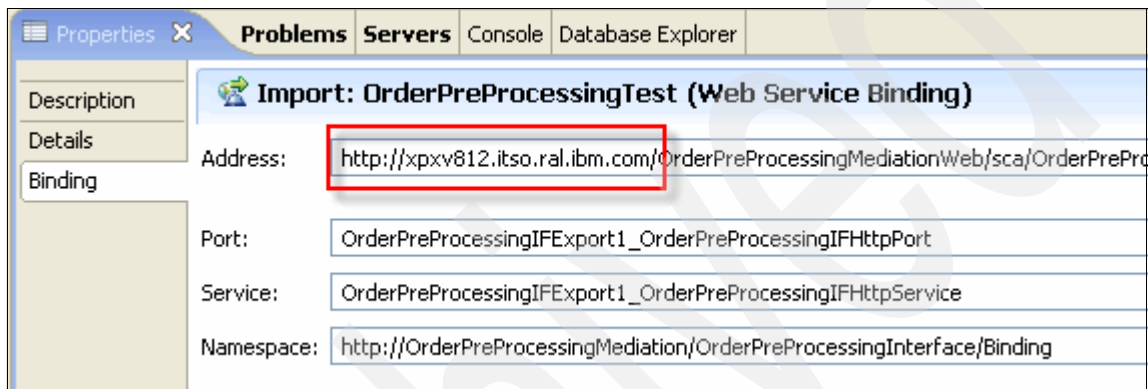 Properties Problems Servers Console Database Explorer
Description
Details
Binding
Import: OrderPreProcessingTest (Web Service Binding)
Address: http://xpxv812.itso.ral.ibm.com/OrderPreProcessingMediationWeb/sca/OrderPrePro
Port: OrderPreProcessingIFExport1_OrderPreProcessingIFHttpPort
Service: OrderPreProcessingIFExport1_OrderPreProcessingIFHttpService
Namespace: http://OrderPreProcessingMediation/OrderPreProcessingInterface/Binding